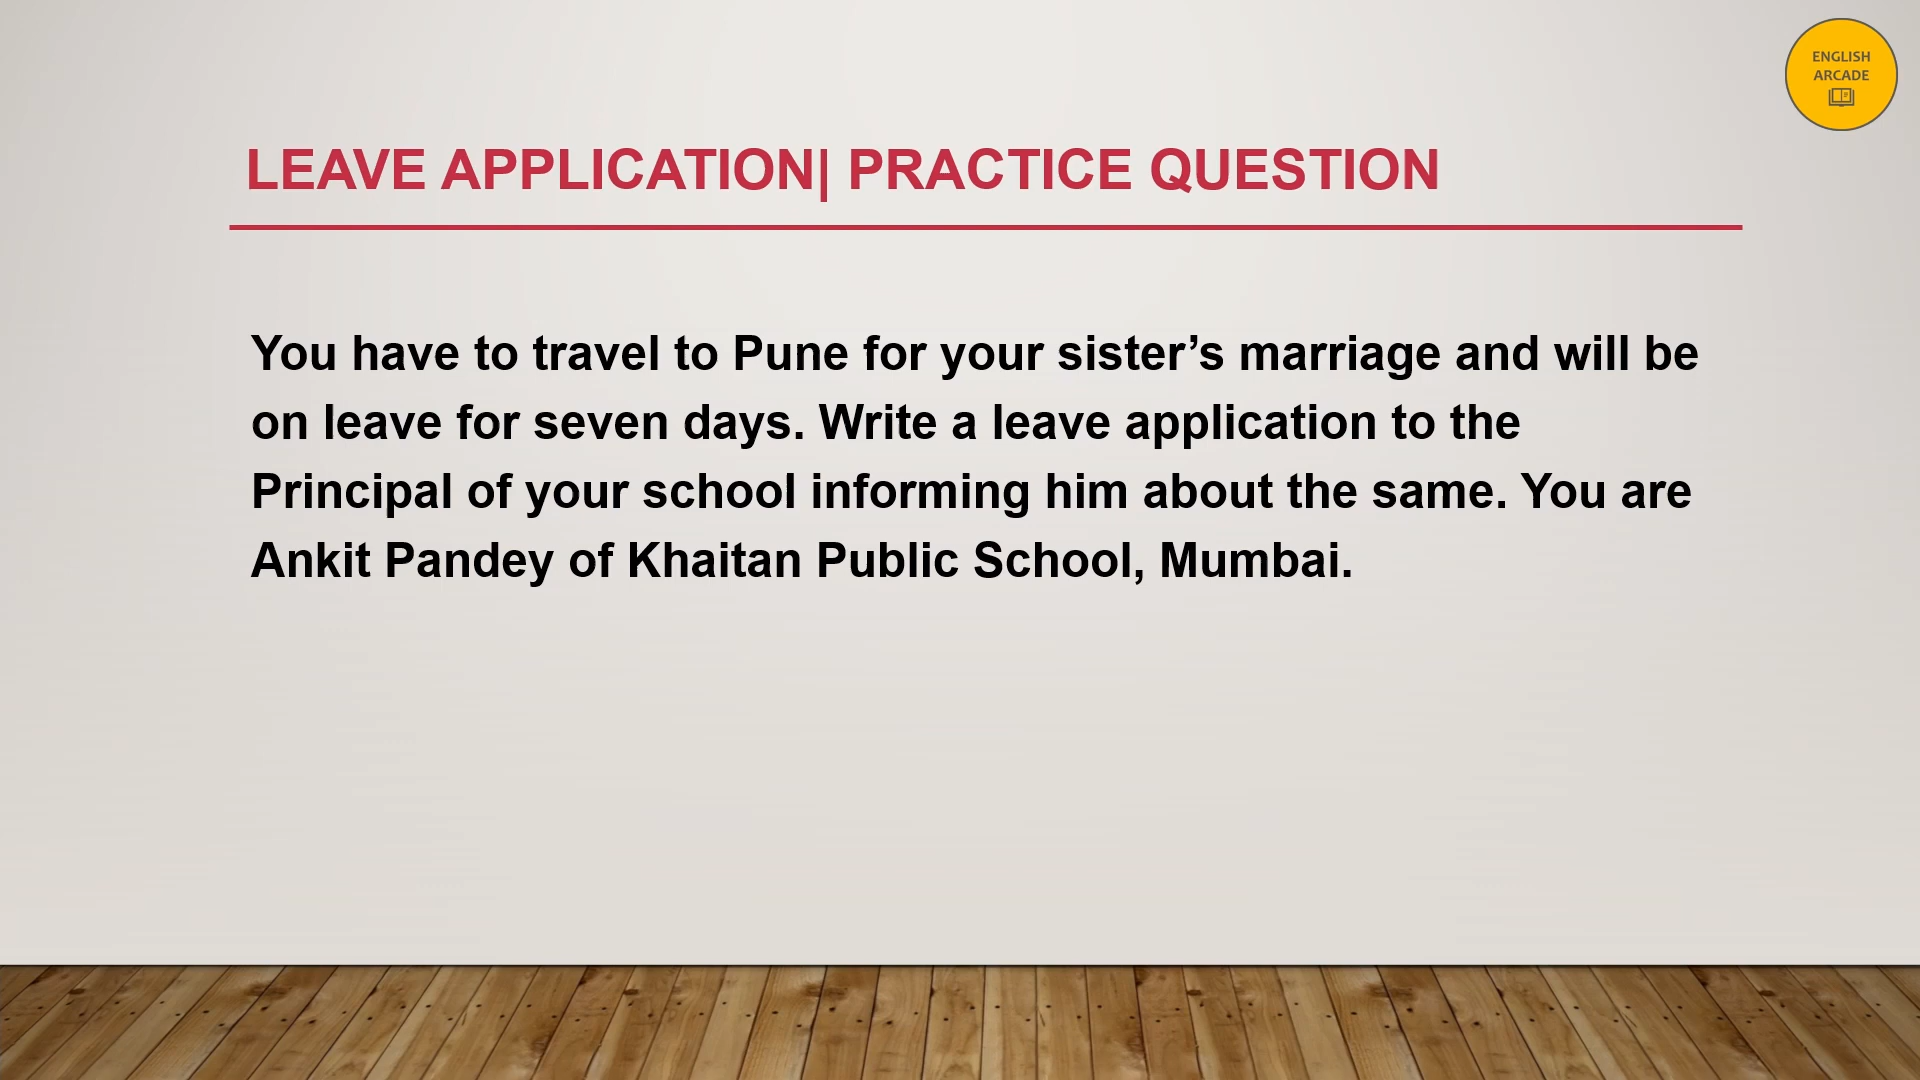 ENGLISH
ARCADE
LEAVE APPLICATION| PRACTICE QUESTION
You have to travel to Pune for your sister’s marriage and will be
on leave for seven days. Write a leave application to the
Principal of your school informing him about the same. You are
Ankit Pandey of Khaitan Public School, Mumbai.